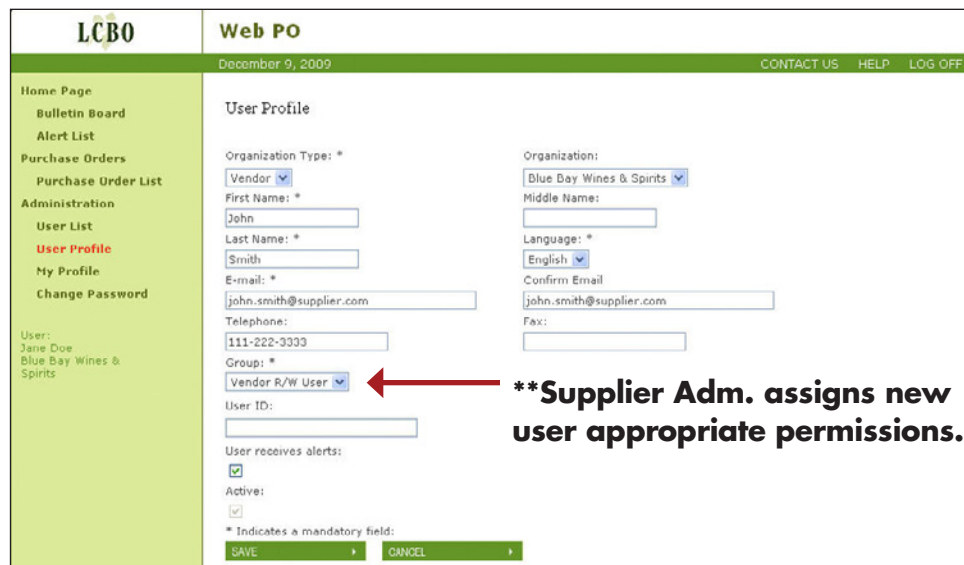 LCBO
Web PO
December 9, 2009
CONTACT US HELP LOG OFF
Home Page
Bulletin Board
Alert List
Purchase Orders
Purchase Order List
Administration
User List
User Profile
My Profile
Change Password
User:
Jane Doe
Blue Bay Wines &
Spirits
User Profile
Organization Type: *
Organization:
Vendor
Blue Bay Wines & Spirits
First Name: *
Middle Name:
John
Last Name: *
Language: *
Smith
English
E-mail: *
Confirm Email
john.smith@supplier.com
john.smith@supplier.com
Telephone:
Fax:
111-222-3333
Group: *
Vendor R/W User
**Supplier Adm. assigns new
user appropriate permissions.
User ID:
User receives alerts:
Active:
* Indicates a mandatory field:
SAVE
CANCEL